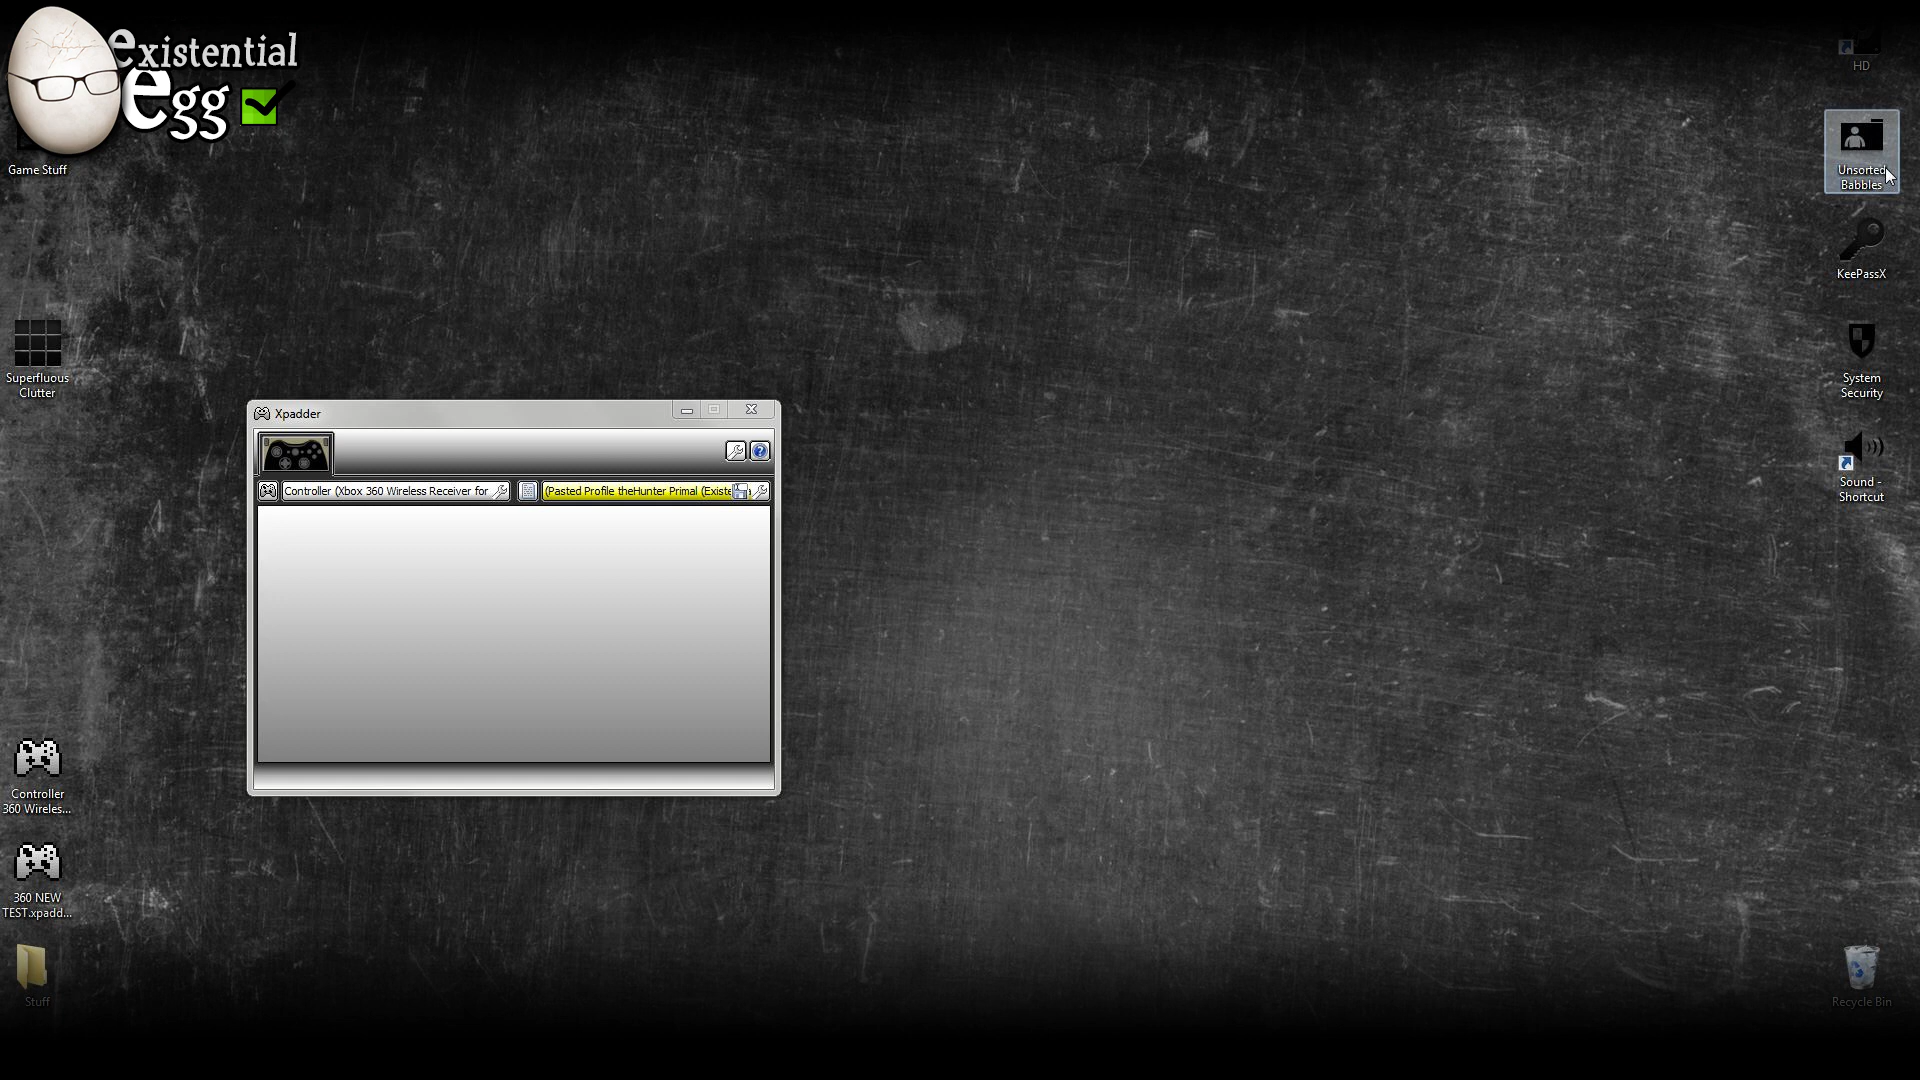 existential
egg
Game Stuff
Superfluous
Clutter
Controller
360 Wireles...
360 NEW
TEST.xpadd...
Stuff
Xpadder
Controller (Xbox 360 Wireless Receiver for
(Pasted Profile theHunter Primal (Existe
HD
Unsorted
Babbles
KeePassX
System
Security
Sound -
Shortcut
Recycle Bin